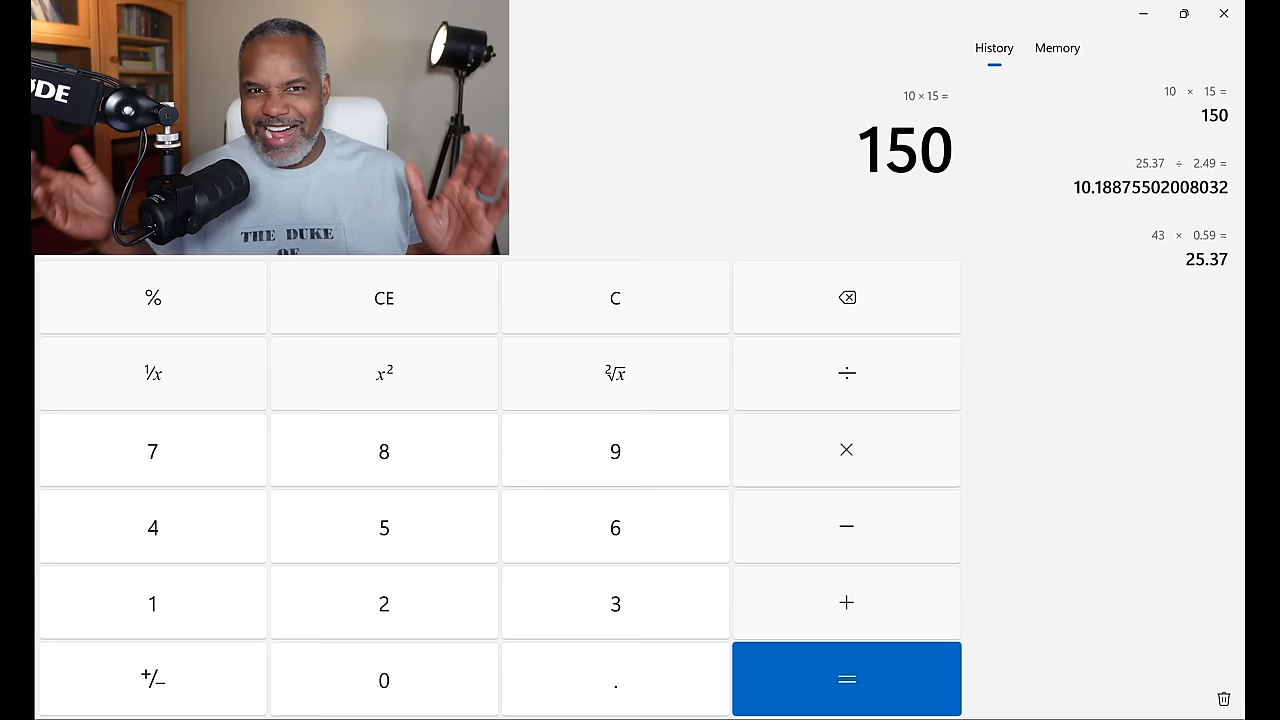 ØDE
THE DUKE
OF
History
Memory
10 × 15 =
150
10 × 15 =
150
25.37 ÷ 2.49 =
10.18875502008032
43 × 0.59 =
25.37
%
CE
C
¹/x
x²
²√x
÷
7
8
9
×
4
5
6
−
1
2
3
+
+/−
0
.
=